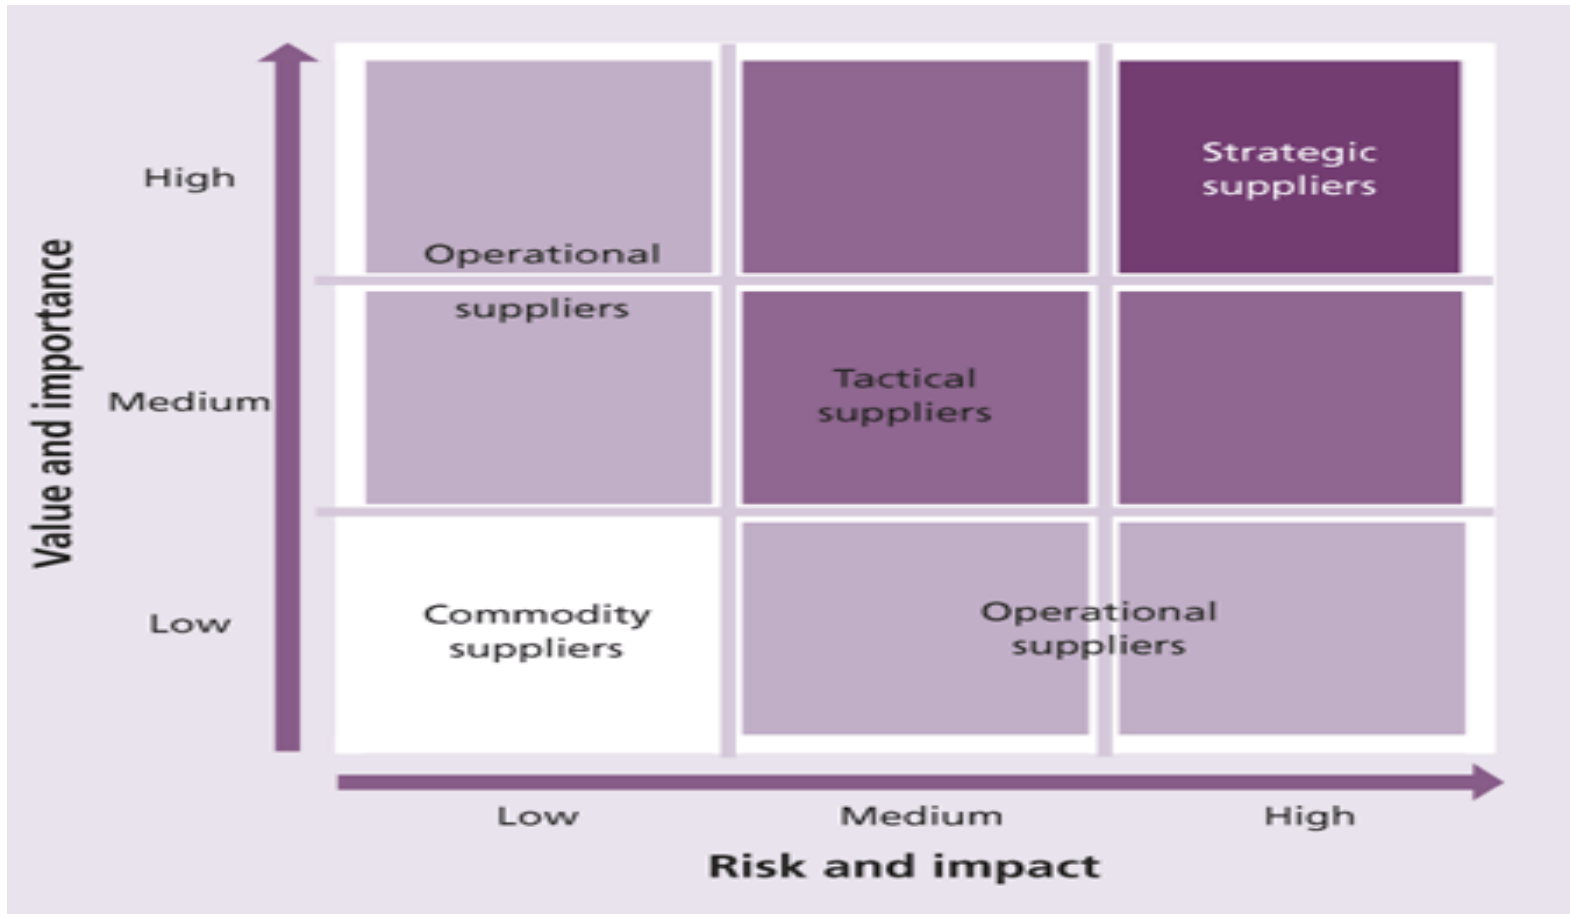 High
Strategic
suppliers
Operational
suppliers
Value and importance
Medium
Tactical
suppliers
Low
Commodity
suppliers
Operational
suppliers
Low
Medium
High
Risk and impact